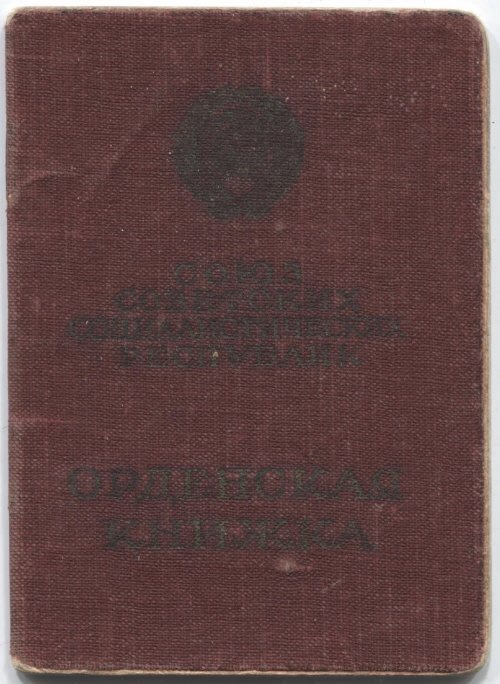 СОЮЗ
СОВЕТСКИХ
СОЦИАЛИСТИЧЕСКИХ
РЕСПУБЛИК
ОРДЕНСКАЯ
КНИЖКА